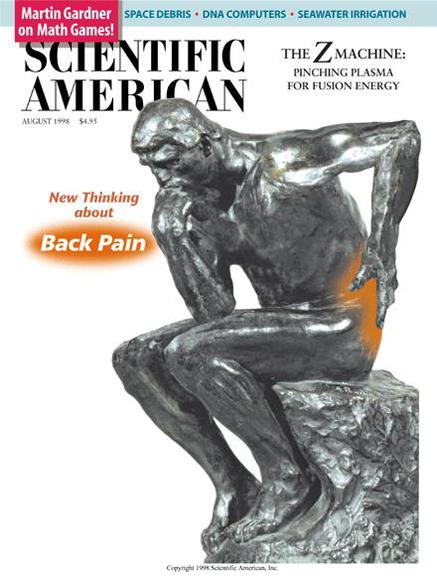 Martin Gardner
on Math Games!
SPACE DEBRIS • DNA COMPUTERS • SEAWATER IRRIGATION
SCIENTIFIC
AMERICAN
AUGUST 1998 $4.95
THE Z MACHINE:
PINCHING PLASMA
FOR FUSION ENERGY
New Thinking
about
Back Pain
Copyright 1998 Scientific American, Inc.